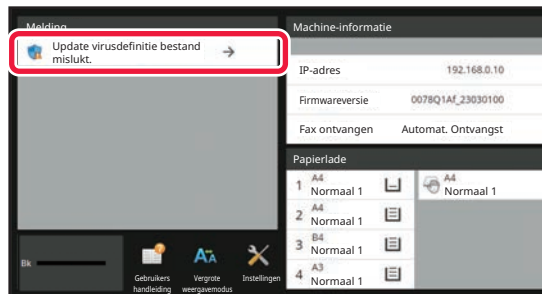 Melding
Update virusdefinitie bestand
mislukt.
Machine-informatie
IP-adres 192.168.0.10
Firmwareversie 0078Q1Af_23030100
Fax ontvangen Automat. Ontvangst
Papierlade
1 A4
Normaal 1
A4
Normaal 1
2 A4
Normaal 1
3 B4
Normaal 1
4 A3
Normaal 1
Bk
Gebruikers
handleiding
Vergrote
weergavemodus
Instellingen